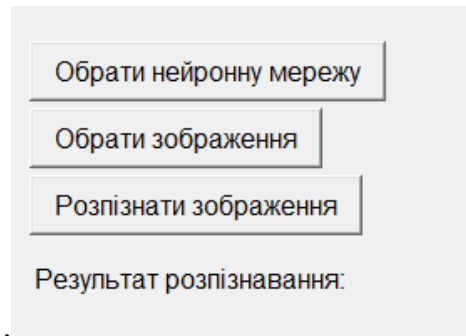 Обрати нейронну мережу
Обрати зображення
Розпізнати зображення
Результат розпізнавання: